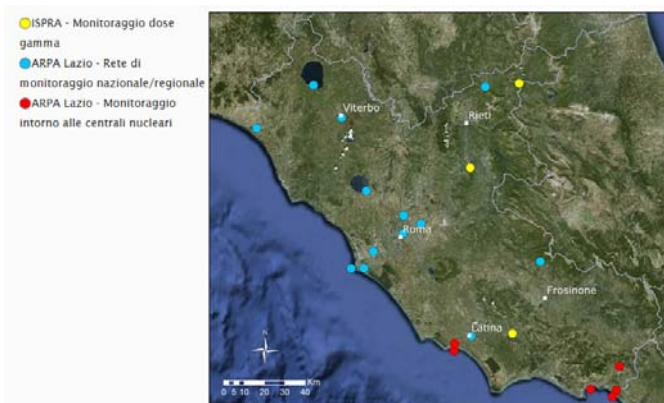 ISPRA - Monitoraggio dose
gamma
ARPA Lazio - Rete di
monitoraggio nazionale/regionale
ARPA Lazio - Monitoraggio
intorno alle centrali nucleari
Viterbo
Rieti
Roma
Frosinone
Latina
N
Km
0 5 10 20 30 40